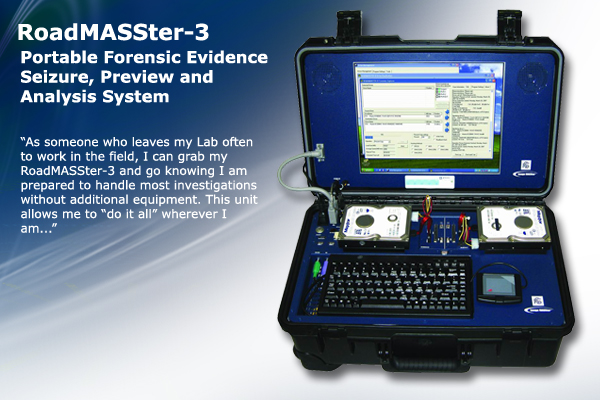 RoadMASSter-3
Portable Forensic Evidence
Seizure, Preview and
Analysis System
“As someone who leaves my Lab often
to work in the field, I can grab my
RoadMASSter-3 and go knowing I am
prepared to handle most investigations
without additional equipment. This unit
allows me to “do it all” wherever I
am...”